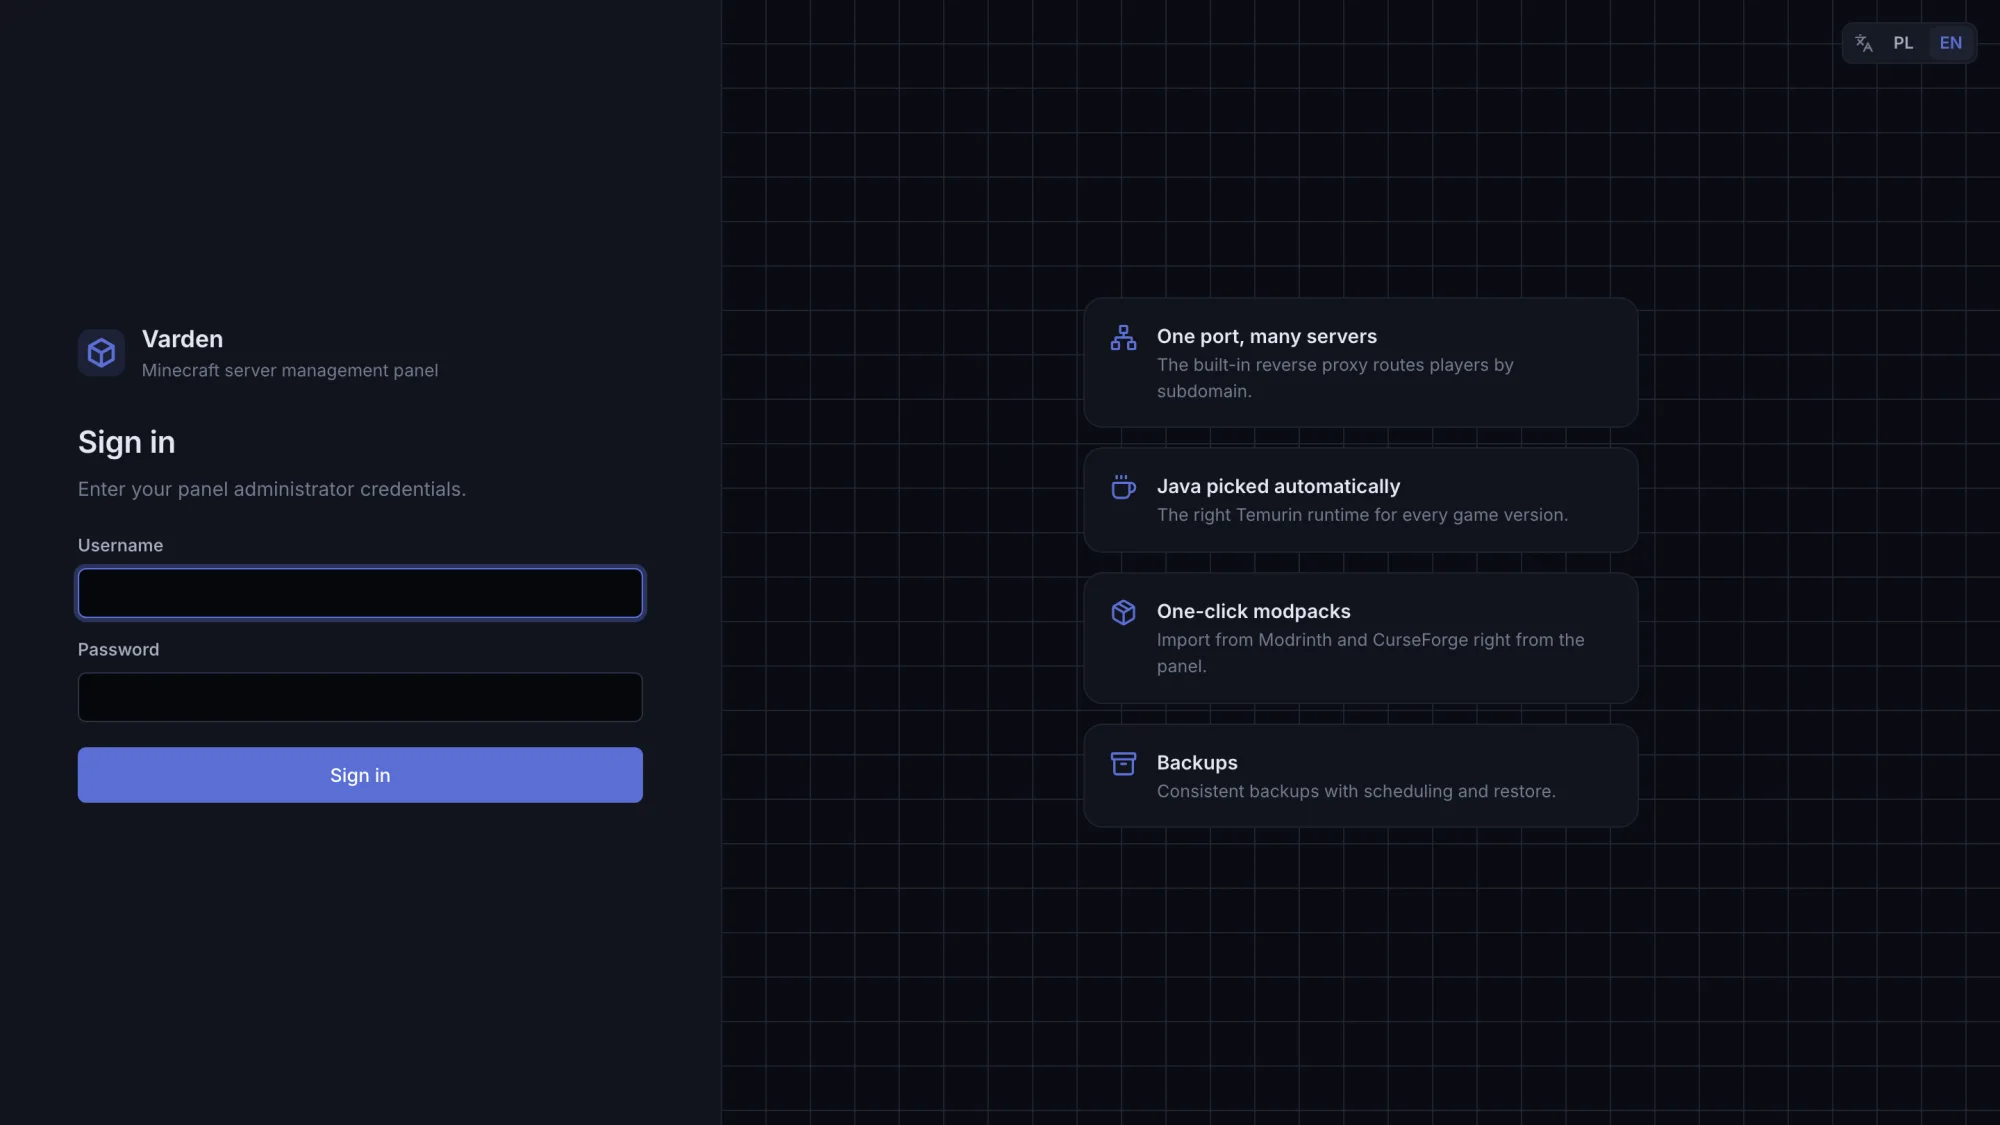 PL
EN
Varden
Minecraft server management panel
Sign in
Enter your panel administrator credentials.
Username
Password
Sign in
One port, many servers
The built-in reverse proxy routes players by
subdomain.
Java picked automatically
The right Temurin runtime for every game version.
One-click modpacks
Import from Modrinth and CurseForge right from the
panel.
Backups
Consistent backups with scheduling and restore.